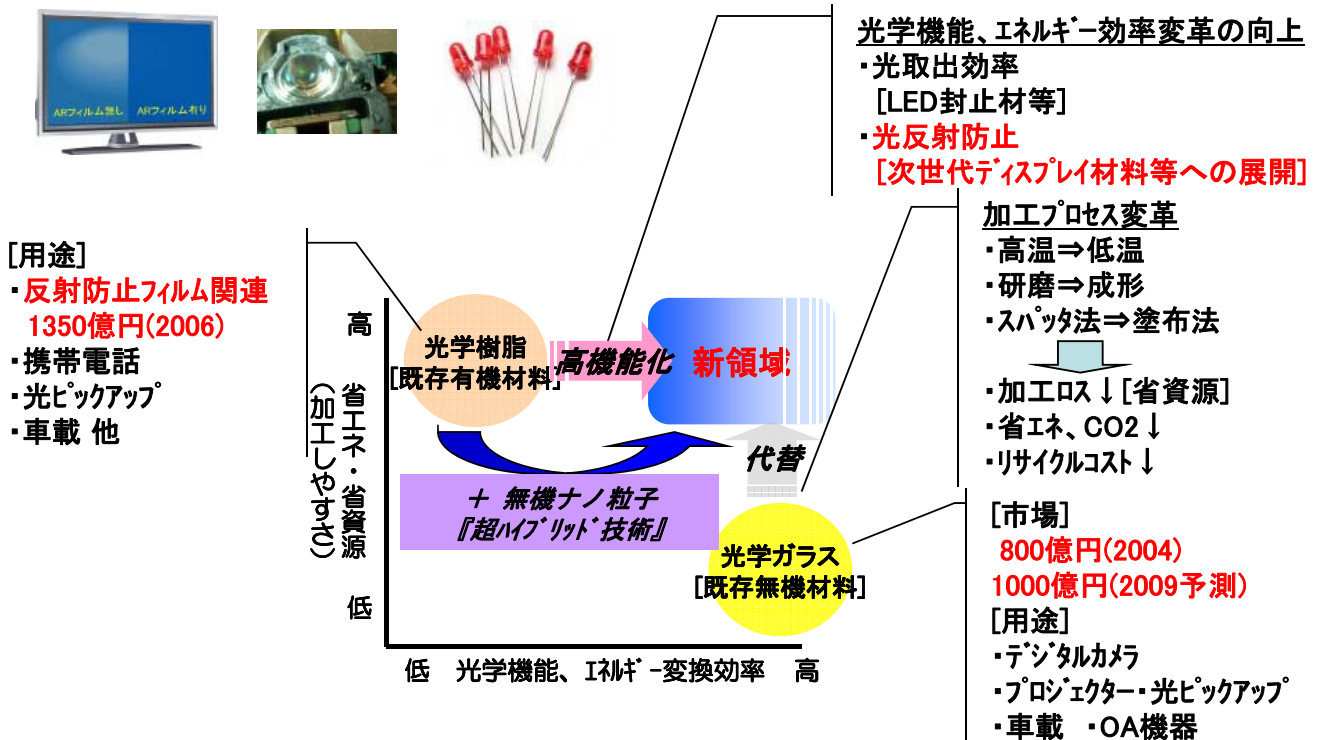 ARフィルム無し ARフィルム有り
光学機能、エネルギー効率変革の向上
・光取出効率
[LED封止材等]
・光反射防止
[次世代ディスプレイ材料等への展開]
加工プロセス変革
・高温⇒低温
・研磨⇒成形
・スパッタ法⇒塗布法
・加工ロス↓[省資源]
・省エネ、CO2↓
・リサイクルコスト↓
[用途]
・反射防止フィルム関連
1350億円(2006)
・携帯電話
・光ピックアップ
・車載 他
高
省エネ・省資源
(加工しやすさ)
低
光学樹脂
[既存有機材料]
高機能化
新領域
代替
+ 無機ナノ粒子
『超ハイブリッド技術』
光学ガラス
[既存無機材料]
低 光学機能、エネルギー変換効率 高
[市場]
800億円(2004)
1000億円(2009予測)
[用途]
・デジタルカメラ
・プロジェクター・光ピックアップ
・車載 ・OA機器